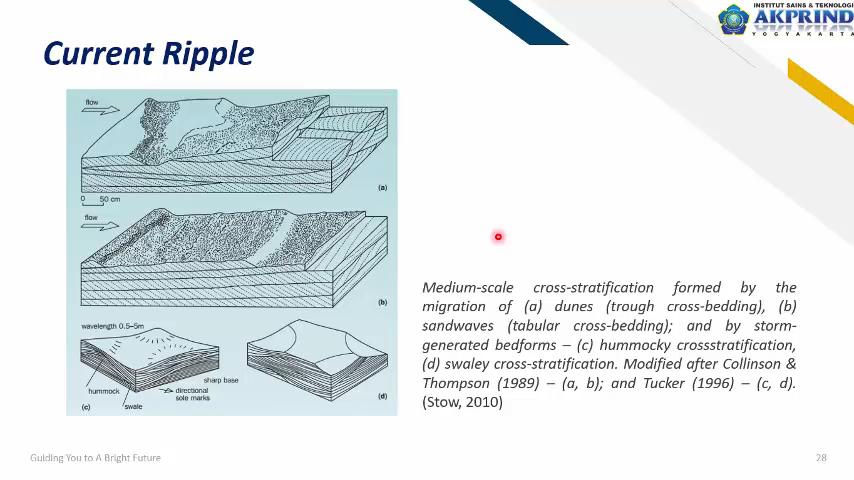 INSTITUT SAINS & TEKNOLOGI
AKPRIND
YOGYAKARTA
Current Ripple
flow
(a)
0 50 cm
flow
(b)
wavelength 0.5–5m
hummock
swale
sharp base
directional
sole marks
(c)
(d)
Medium-scale cross-stratification formed by the
migration of (a) dunes (trough cross-bedding), (b)
sandwaves (tabular cross-bedding); and by storm-
generated bedforms – (c) hummocky crossstratification,
(d) swaley cross-stratification. Modified after Collinson &
Thompson (1989) – (a, b); and Tucker (1996) – (c, d).
(Stow, 2010)
Guiding You to A Bright Future
28